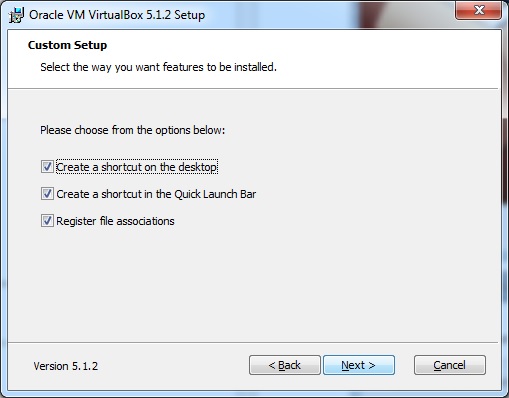 Oracle VM VirtualBox 5.1.2 Setup
Custom Setup
Select the way you want features to be installed.
Please choose from the options below:
Create a shortcut on the desktop
Create a shortcut in the Quick Launch Bar
Register file associations
Version 5.1.2
< Back
Next >
Cancel